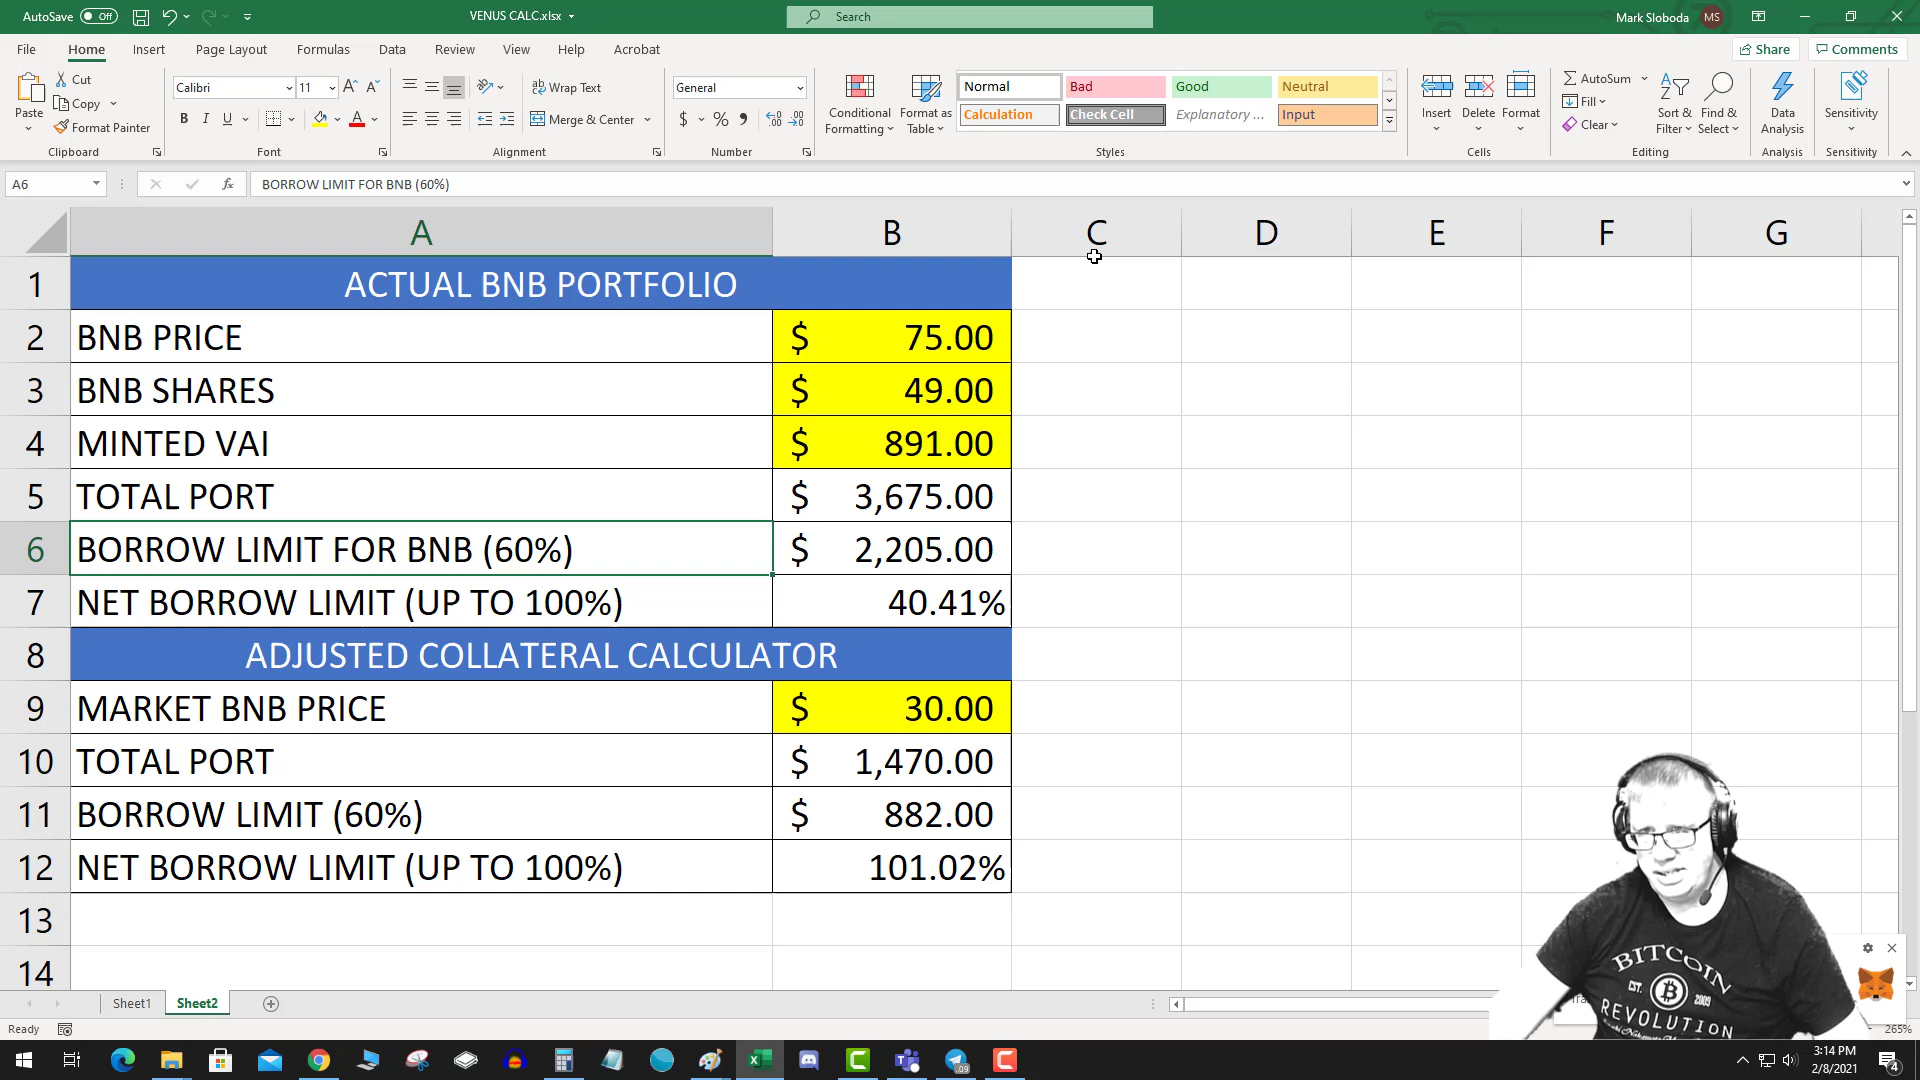 AutoSave Off VENUS CALC.xlsx Search Mark Sloboda MS
File Home Insert Page Layout Formulas Data Review View Help Acrobat Share Comments
Paste Cut Copy Format Painter Clipboard
Calibri 11 A A B I U A Font
Wrap Text Merge & Center Alignment
General $ % Number
Conditional Formatting Format as Table
Normal Bad Good Neutral
Calculation Check Cell Explanatory ... Input
Styles
Insert Delete Format Cells
AutoSum Fill Clear Sort & Filter Find & Select Editing
Data Analysis Analysis
Sensitivity Sensitivity
A6 fx BORROW LIMIT FOR BNB (60%)
A B C D E F G
1 ACTUAL BNB PORTFOLIO
2 BNB PRICE $ 75.00
3 BNB SHARES $ 49.00
4 MINTED VAI $ 891.00
5 TOTAL PORT $ 3,675.00
6 BORROW LIMIT FOR BNB (60%) $ 2,205.00
7 NET BORROW LIMIT (UP TO 100%) 40.41%
8 ADJUSTED COLLATERAL CALCULATOR
9 MARKET BNB PRICE $ 30.00
10 TOTAL PORT $ 1,470.00
11 BORROW LIMIT (60%) $ 882.00
12 NET BORROW LIMIT (UP TO 100%) 101.02%
13
14
BITCOIN
EST. 2009
REVOLUTION
Sheet1 Sheet2
Ready 265%
3:14 PM
2/8/2021
4